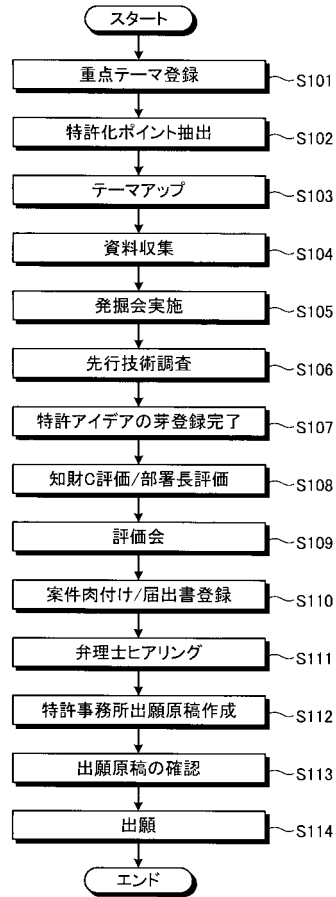 スタート
重点テーマ登録 S101
特許化ポイント抽出 S102
テーマアップ S103
資料収集 S104
発掘会実施 S105
先行技術調査 S106
特許アイデアの芽登録完了 S107
知財C評価/部署長評価 S108
評価会 S109
案件肉付け/届出書登録 S110
弁理士ヒアリング S111
特許事務所出願原稿作成 S112
出願原稿の確認 S113
出願 S114
エンド